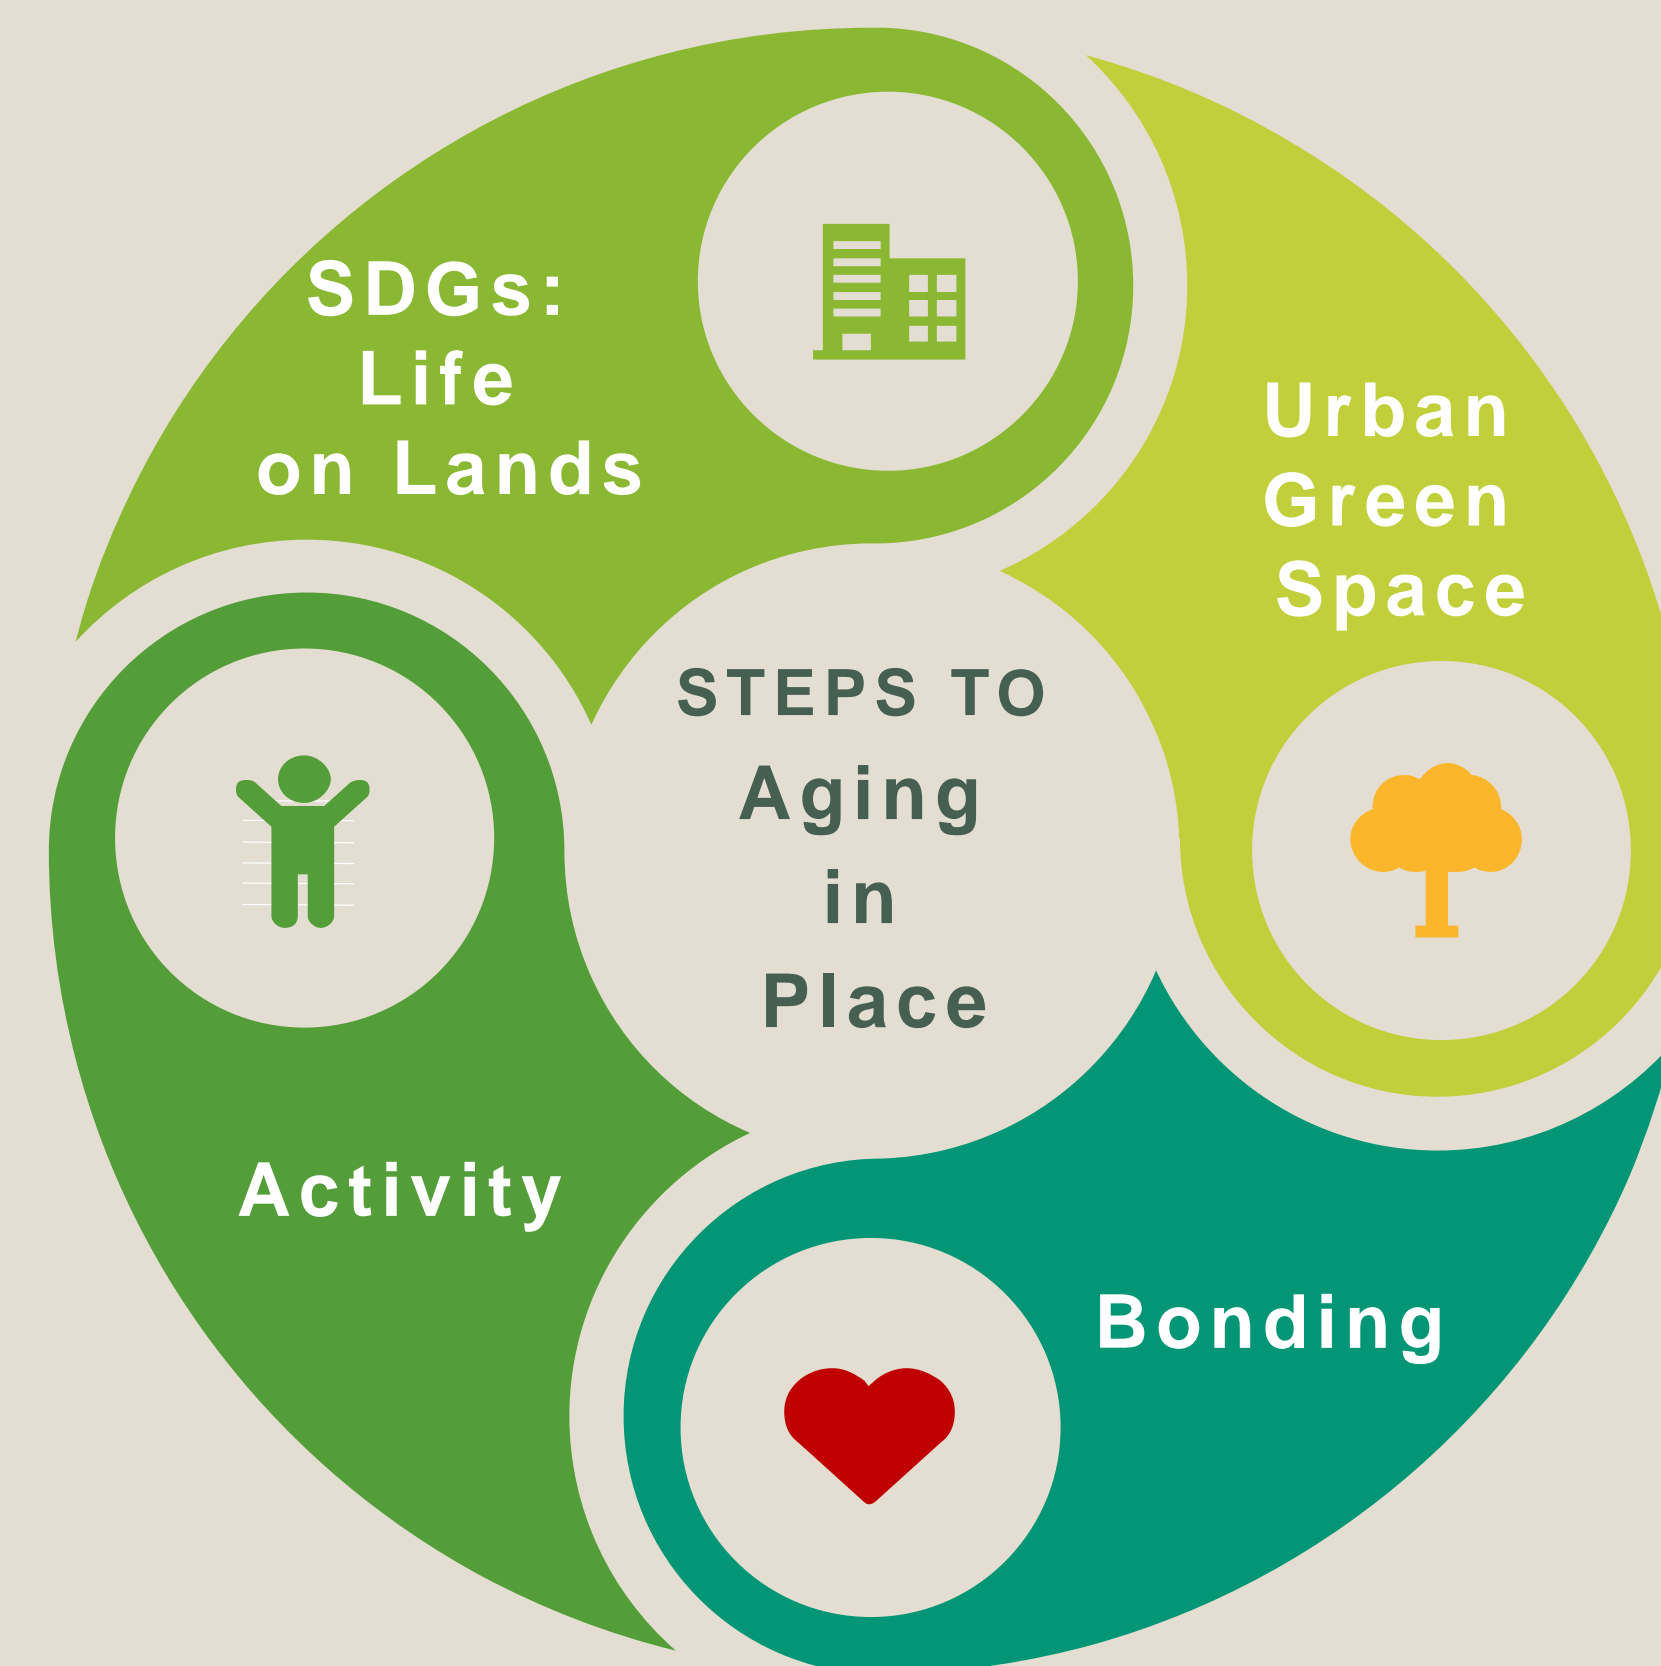 SDGs:
Life
on Lands
Urban
Green
Space
STEPS TO
Aging
in
Place
Activity
Bonding